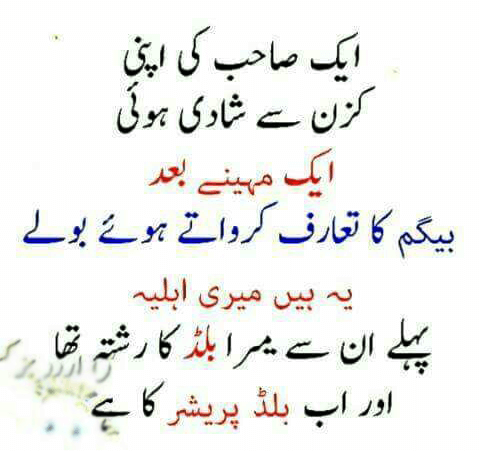 ایک صاحب کی اپنی
کزن سے شادی ہوئی
ایک مہینے بعد
بیگم کا تعارف کرواتے ہوئے بولے
یہ ہیں میری اہلیہ
پہلے ان سے میرا بلڈ کا رشتہ تھا
اور اب بلڈ پریشر کا ہے